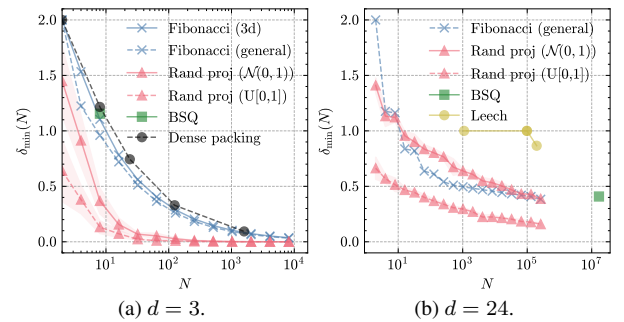 2.0
1.5
1.0
0.5
0.0
δmin(N)
Fibonacci (3d)
Fibonacci (general)
Rand proj (𝒩(0, 1))
Rand proj (U[0,1])
BSQ
Dense packing
10¹ 10² 10³ 10⁴
N
(a) d = 3.
2.0
1.5
1.0
0.5
0.0
δmin(N)
Fibonacci (general)
Rand proj (𝒩(0, 1))
Rand proj (U[0,1])
BSQ
Leech
10¹ 10³ 10⁵ 10⁷
N
(b) d = 24.